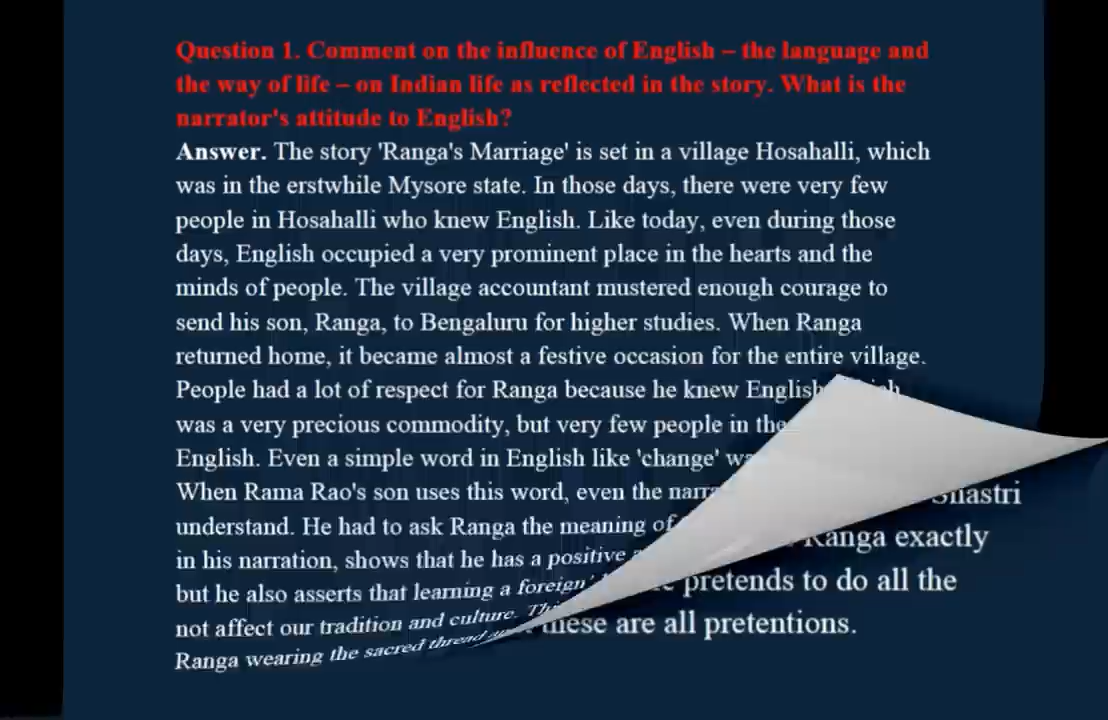 Question 1. Comment on the influence of English – the language and
the way of life – on Indian life as reflected in the story. What is the
narrator's attitude to English?
Answer. The story 'Ranga's Marriage' is set in a village Hosahalli, which
was in the erstwhile Mysore state. In those days, there were very few
people in Hosahalli who knew English. Like today, even during those
days, English occupied a very prominent place in the hearts and the
minds of people. The village accountant mustered enough courage to
send his son, Ranga, to Bengaluru for higher studies. When Ranga
returned home, it became almost a festive occasion for the entire village.
People had a lot of respect for Ranga because he knew English
was a very precious commodity, but very few people in the
English. Even a simple word in English like 'change'
When Rama Rao's son uses this word, even the
Shastri
understand. He had to ask Ranga the meaning of
Ranga exactly
in his narration, shows that he has a positive
but he also asserts that learning a foreign
pretends to do all the
not affect our tradition and culture.
these are all pretentions.
Ranga wearing the sacred thread